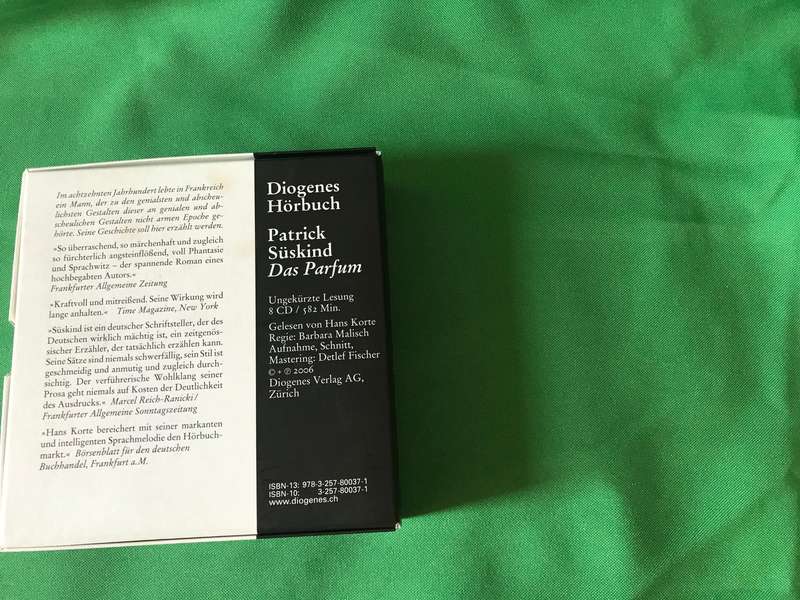 Im achtzehnten Jahrhundert lebte in Frankreich
ein Mann, der zu den genialsten und abscheu-
lichsten Gestalten dieser an genialen und ab-
scheulichen Gestalten nicht armen Epoche ge-
hörte. Seine Geschichte soll hier erzählt werden.
»So überraschend, so märchenhaft und zugleich
so fürchterlich angsteinflößend, voll Phantasie
und Sprachwitz – der spannende Roman eines
hochbegabten Autors.«
Frankfurter Allgemeine Zeitung
»Kraftvoll und mitreißend. Seine Wirkung wird
lange anhalten.« Time Magazine, New York
»Süskind ist ein deutscher Schriftsteller, der des
Deutschen wirklich mächtig ist, ein zeitgenös-
sischer Erzähler, der tatsächlich erzählen kann.
Seine Sätze sind niemals schwerfällig, sein Stil ist
geschmeidig und anmutig und zugleich durch-
sichtig. Der verführerische Wohlklang seiner
Prosa geht niemals auf Kosten der Deutlichkeit
des Ausdrucks.« Marcel Reich-Ranicki /
Frankfurter Allgemeine Sonntagszeitung
»Hans Korte bereichert mit seiner markanten
und intelligenten Sprachmelodie den Hörbuch-
markt.« Börsenblatt für den deutschen
Buchhandel, Frankfurt a.M.
Diogenes
Hörbuch
Patrick
Süskind
Das Parfum
Ungekürzte Lesung
8 CD / 582 Min.
Gelesen von Hans Korte
Regie: Barbara Malisch
Aufnahme, Schnitt,
Mastering: Detlef Fischer
© + ℗ 2006
Diogenes Verlag AG,
Zürich
ISBN-13: 978-3-257-80037-1
ISBN-10: 3-257-80037-1
www.diogenes.ch